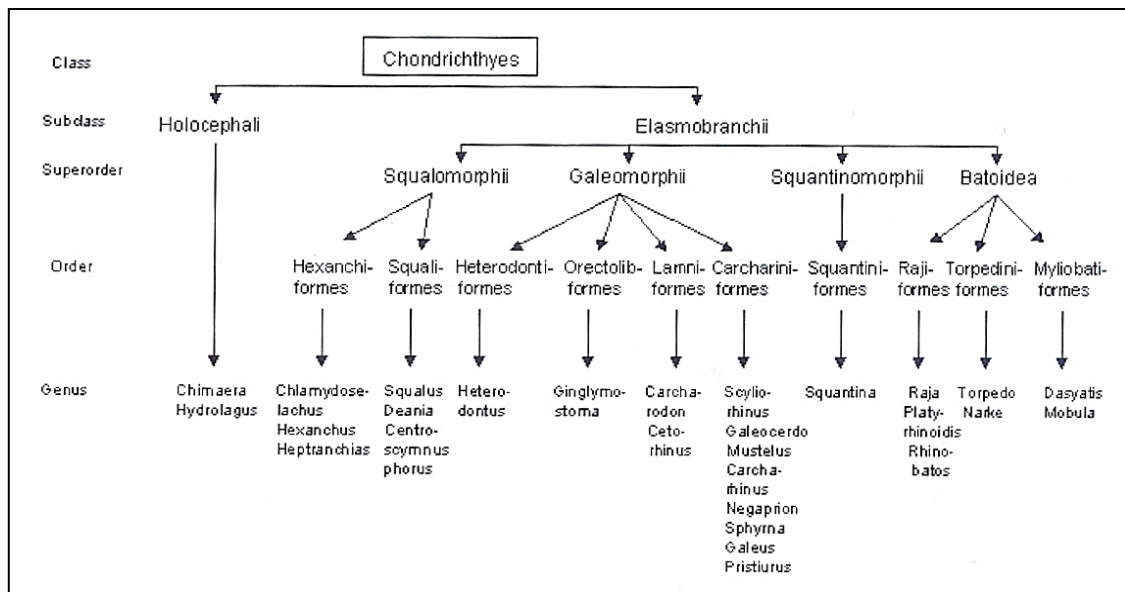 Class
Chondrichthyes
Subclass
Holocephali
Elasmobranchii
Superorder
Squalomorphii
Galeomorphii
Squantinomorphii
Batoidea
Order
Hexanchi-
formes
Squali-
formes
Heterodonti-
formes
Orectolib-
formes
Lamni-
formes
Carcharini-
formes
Squantini-
formes
Raji-
formes
Torpedini-
formes
Myliobati-
formes
Genus
Chimaera
Hydrolagus
Chlamydose-
lachus
Hexanchus
Heptranchias
Squalus
Deania
Centro-
scymnus
phorus
Hetero-
dontus
Ginglymo-
stoma
Carcha-
rodon
Ceto-
rhinus
Scylio-
rhinus
Galeocerdo
Mustelus
Carcha-
rhinus
Negaprion
Sphyrna
Galeus
Pristiurus
Squantina
Raja
Platy-
rhinoidis
Rhino-
batos
Torpedo
Narke
Dasyatis
Mobula